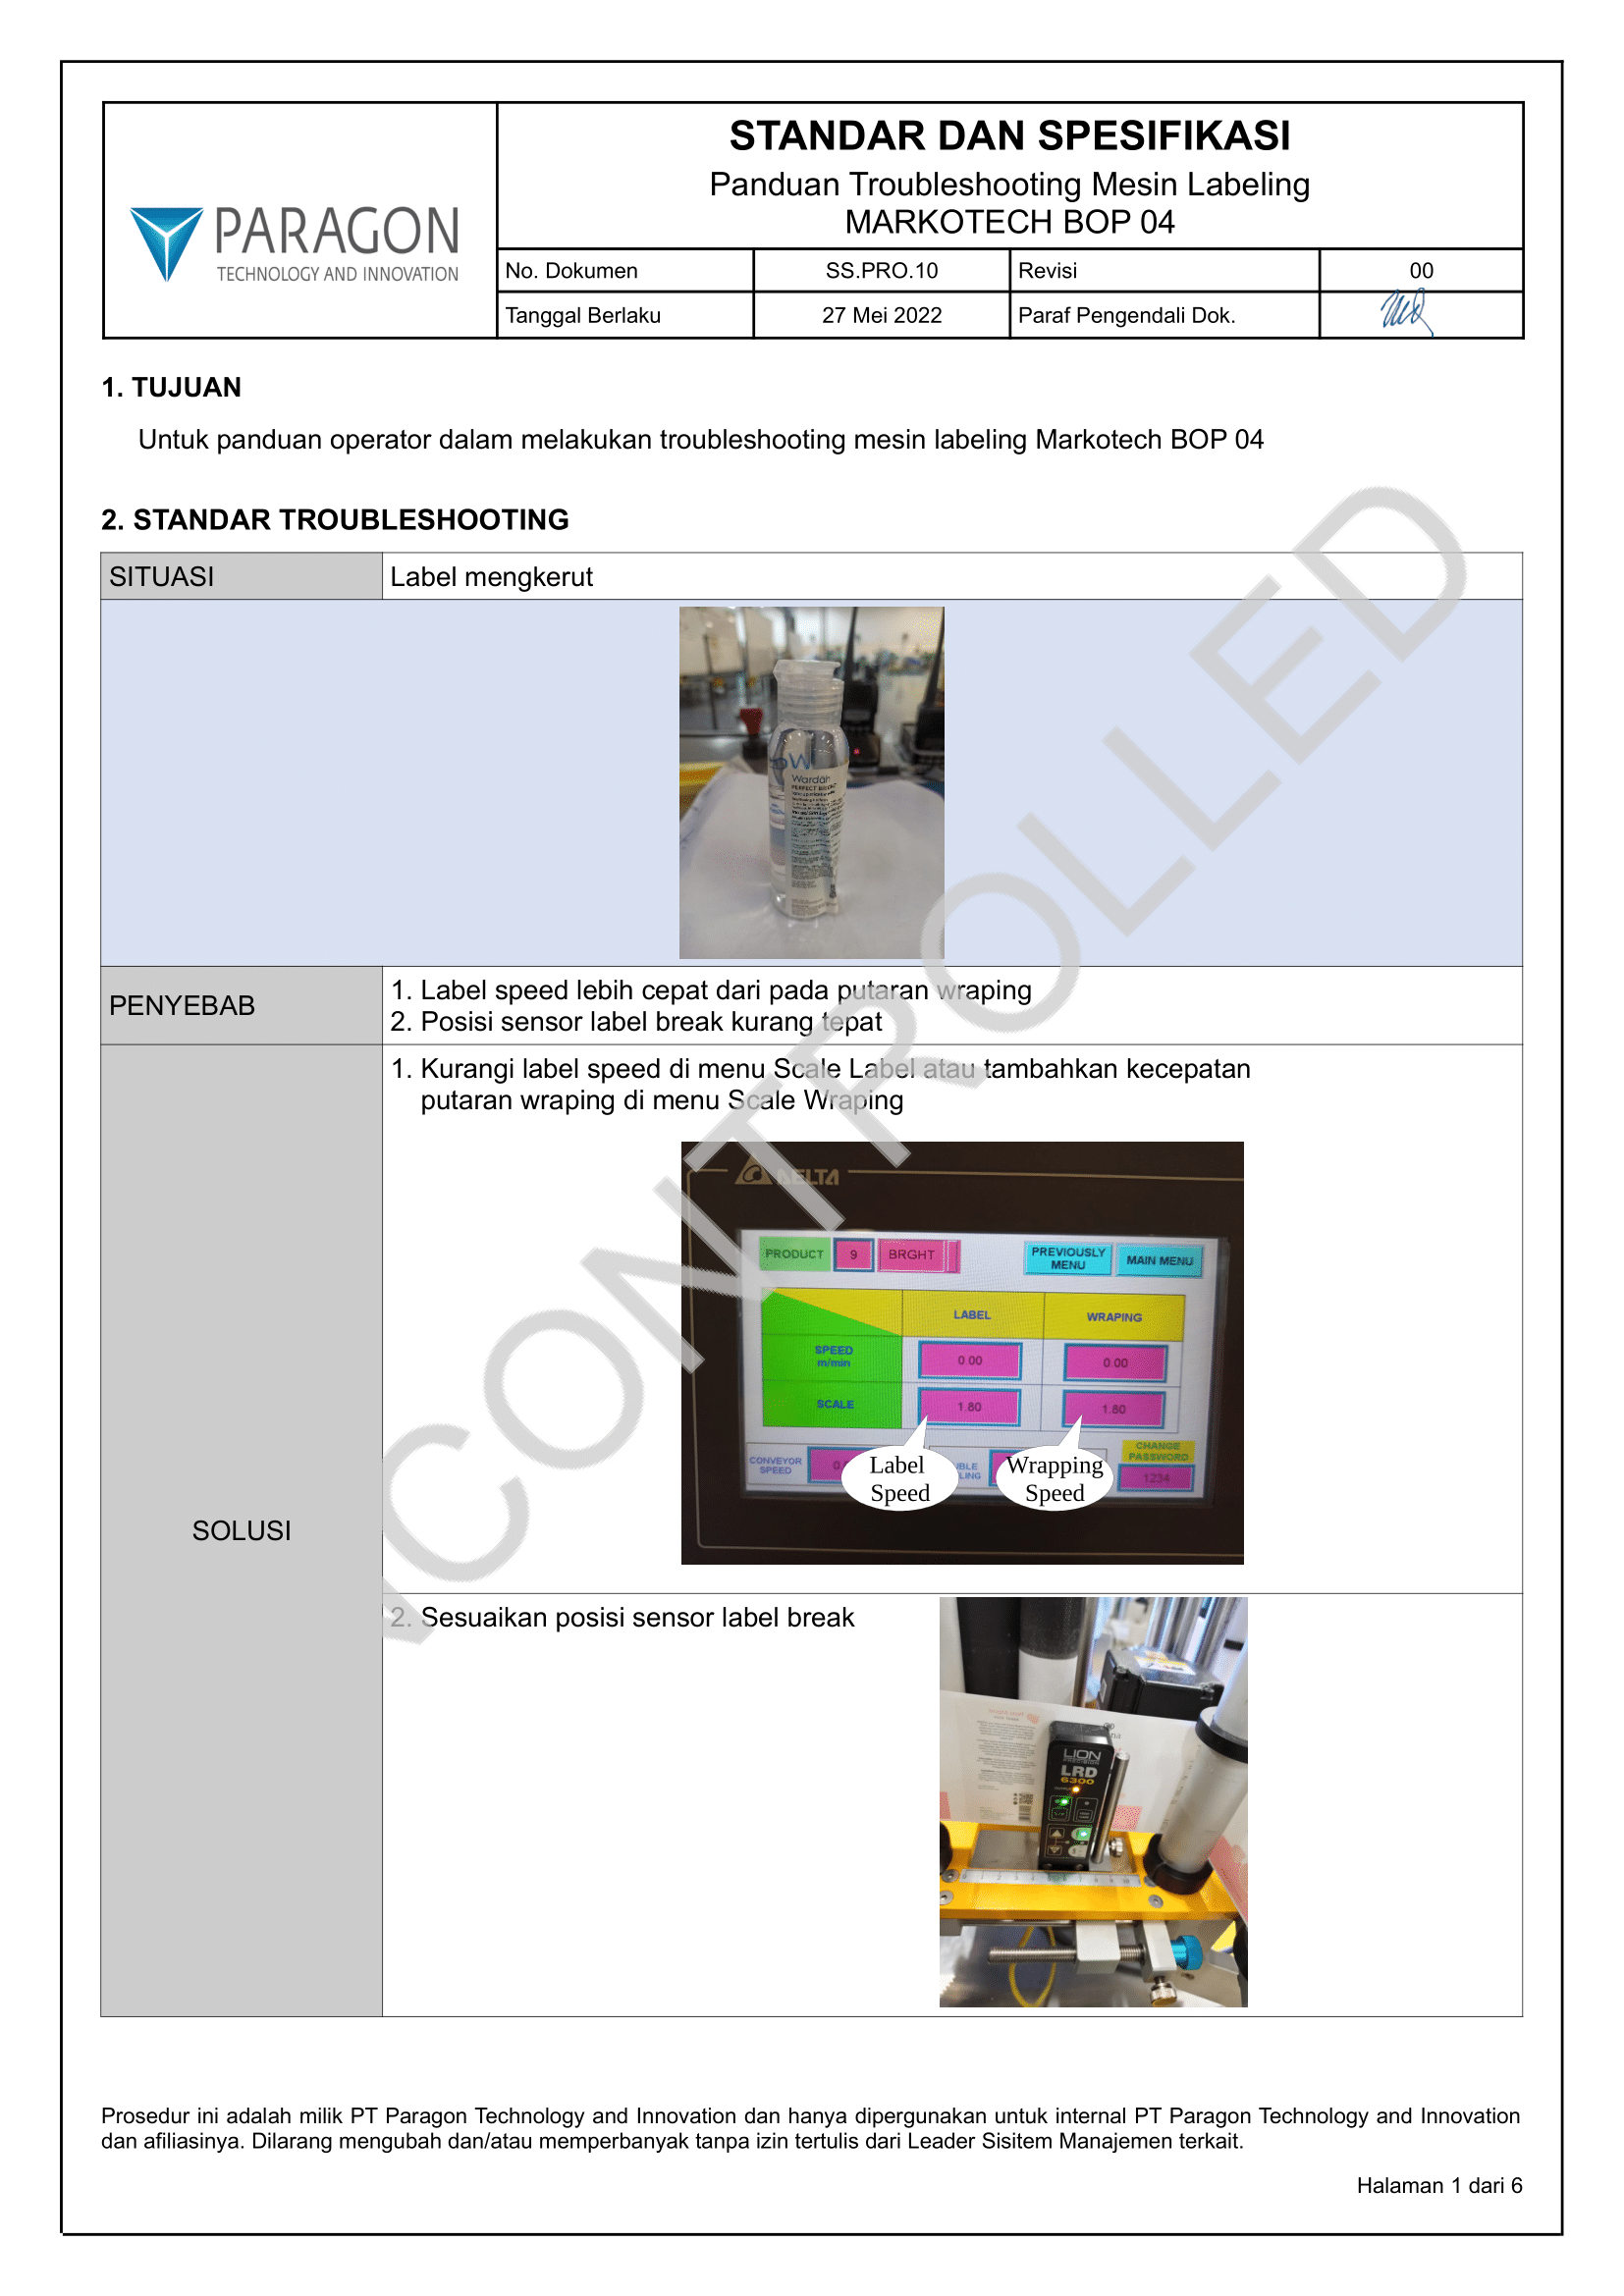 PARAGON
TECHNOLOGY AND INNOVATION
STANDAR DAN SPESIFIKASI
Panduan Troubleshooting Mesin Labeling
MARKOTECH BOP 04
No. Dokumen
SS.PRO.10
Revisi
00
Tanggal Berlaku
27 Mei 2022
Paraf Pengendali Dok.
1. TUJUAN
Untuk panduan operator dalam melakukan troubleshooting mesin labeling Markotech BOP 04
2. STANDAR TROUBLESHOOTING
SITUASI
Label mengkerut
Wardah
PENYEBAB
1. Label speed lebih cepat dari pada putaran wraping
2. Posisi sensor label break kurang tepat
SOLUSI
1. Kurangi label speed di menu Scale Label atau tambahkan kecepatan
putaran wraping di menu Scale Wraping
DELTA
PRODUCT
9
BRGHT
PREVIOUSLY
MENU
MAIN MENU
LABEL
WRAPING
SPEED
m/min
0.00
0.00
SCALE
1.80
1.80
CONVEYOR
SPEED
CHANGE
PASSWORD
1234
Label
Speed
Wrapping
Speed
2. Sesuaikan posisi sensor label break
LION
LRD
6300
NCONTROLLED
Prosedur ini adalah milik PT Paragon Technology and Innovation dan hanya dipergunakan untuk internal PT Paragon Technology and Innovation
dan afiliasinya. Dilarang mengubah dan/atau memperbanyak tanpa izin tertulis dari Leader Sisitem Manajemen terkait.
Halaman 1 dari 6